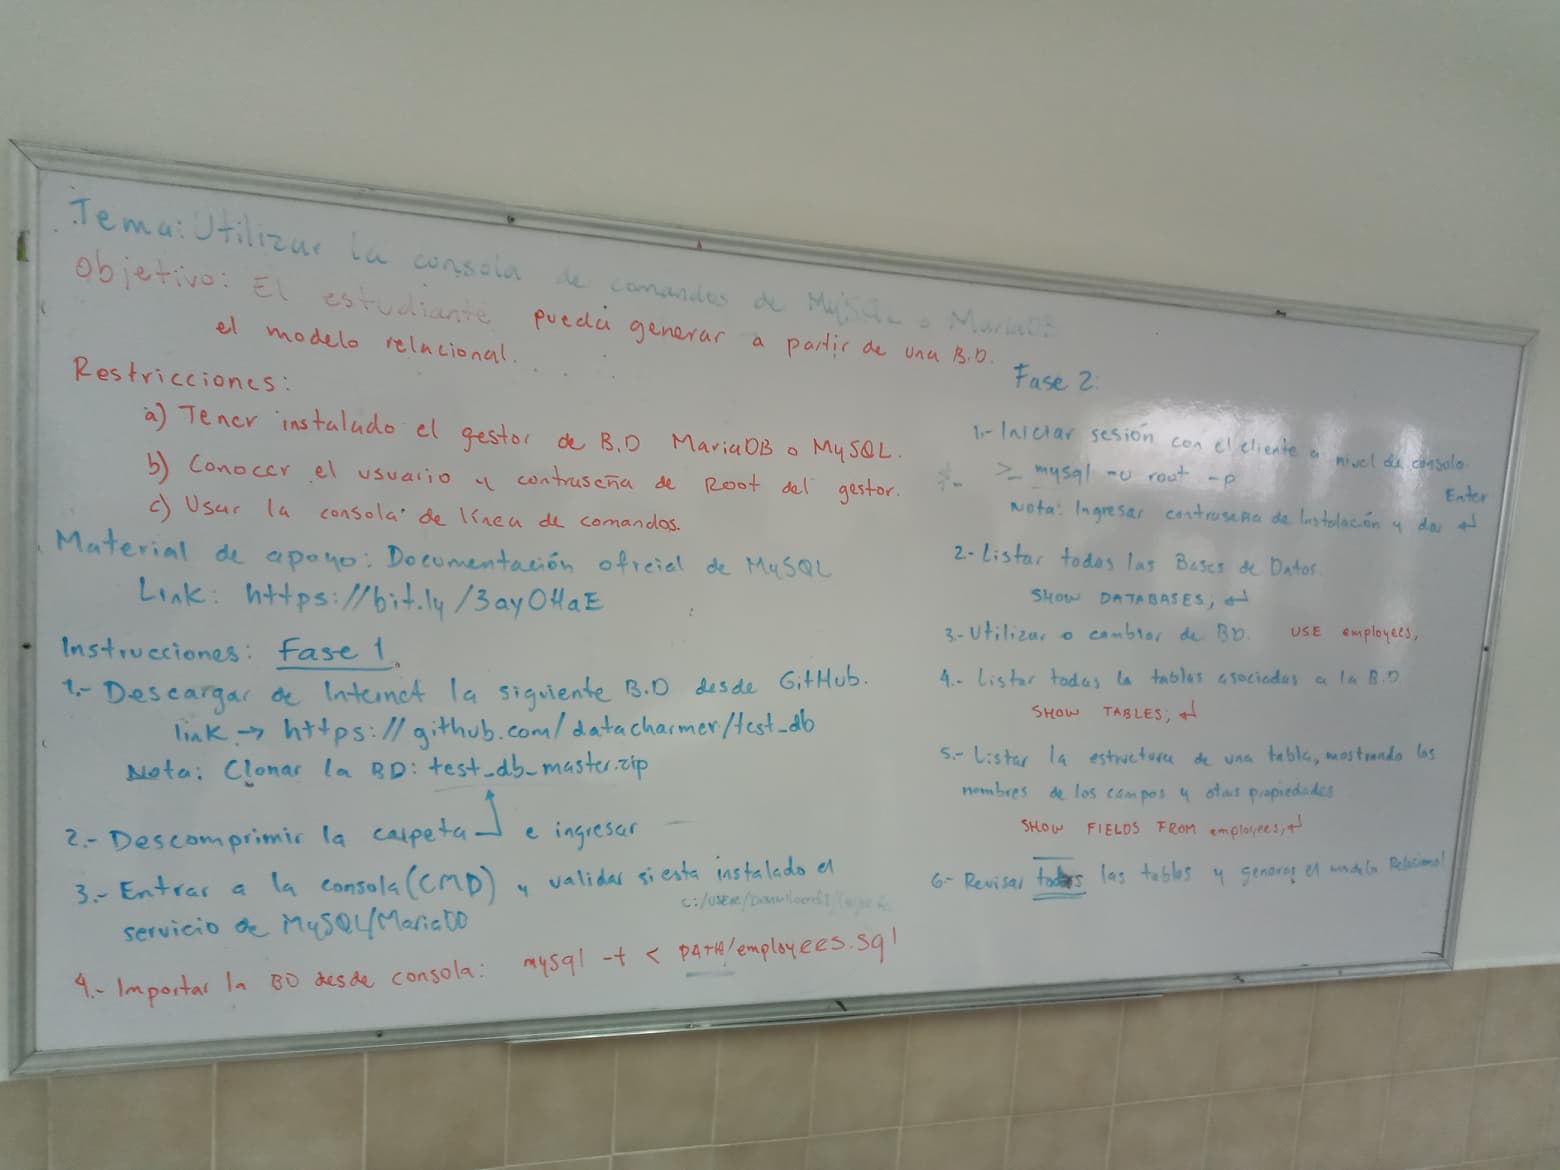 Tema: Utilizar la consola de comandos de MySQL o MariaDB
Objetivo: El estudiante pueda generar a partir de una B.D.
el modelo relacional.
Restricciones:
a) Tener instalado el gestor de B.D MariaDB o MySQL.
b) Conocer el usuario y contraseña de Root del gestor.
c) Usar la consola de línea de comandos.
Material de apoyo: Documentación oficial de MySQL
Link: https://bit.ly/3ayOHaE
Instrucciones: Fase 1
1.- Descargar de Internet la siguiente B.D desde GitHub.
link → https://github.com/datacharmer/test_db
Nota: Clonar la BD: test_db_master.zip
2.- Descomprimir la carpeta e ingresar
3.- Entrar a la consola (CMD) y validar si esta instalado el
servicio de MySQL/MariaDB
C:/USER/Downloads/
4.- Importar la BD desde consola: mysql -t < PATH/employees.sql
Fase 2:
1.- Iniciar sesión con el cliente a nivel de consola.
>_ mysql -u root -p
Nota: Ingresar contraseña de Instalación y dar ↵ Enter
2.- Listar todas las Bases de Datos.
SHOW DATABASES; ↵
3.- Utilizar o cambiar de BD. USE employees;
4.- Listar todas la tablas asociadas a la B.D
SHOW TABLES; ↵
5.- Listar la estructura de una tabla, mostrando los
nombres de los campos y otras propiedades
SHOW FIELDS FROM employees; ↵
6.- Revisar todas las tablas y generar el modelo Relacional